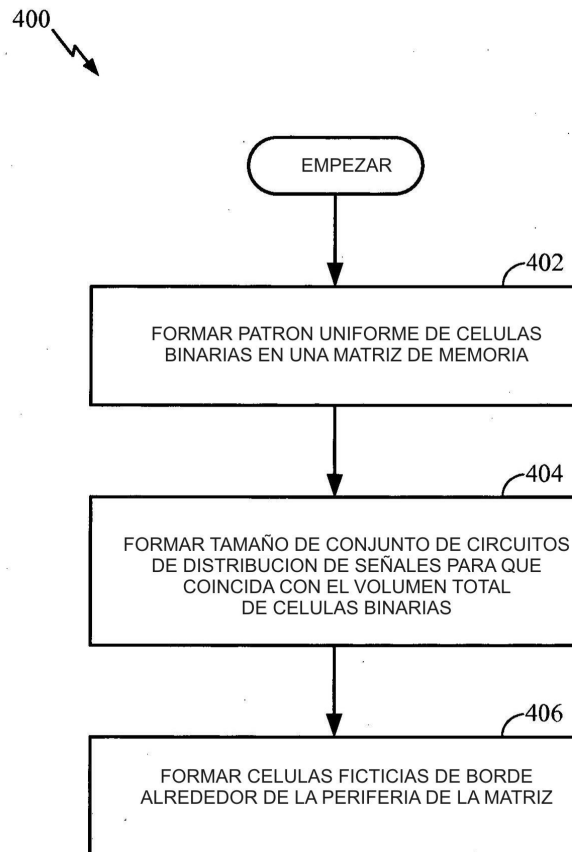 400
EMPEZAR
402
FORMAR PATRON UNIFORME DE CELULAS
BINARIAS EN UNA MATRIZ DE MEMORIA
404
FORMAR TAMAÑO DE CONJUNTO DE CIRCUITOS
DE DISTRIBUCION DE SEÑALES PARA QUE
COINCIDA CON EL VOLUMEN TOTAL
DE CELULAS BINARIAS
406
FORMAR CELULAS FICTICIAS DE BORDE
ALREDEDOR DE LA PERIFERIA DE LA MATRIZ